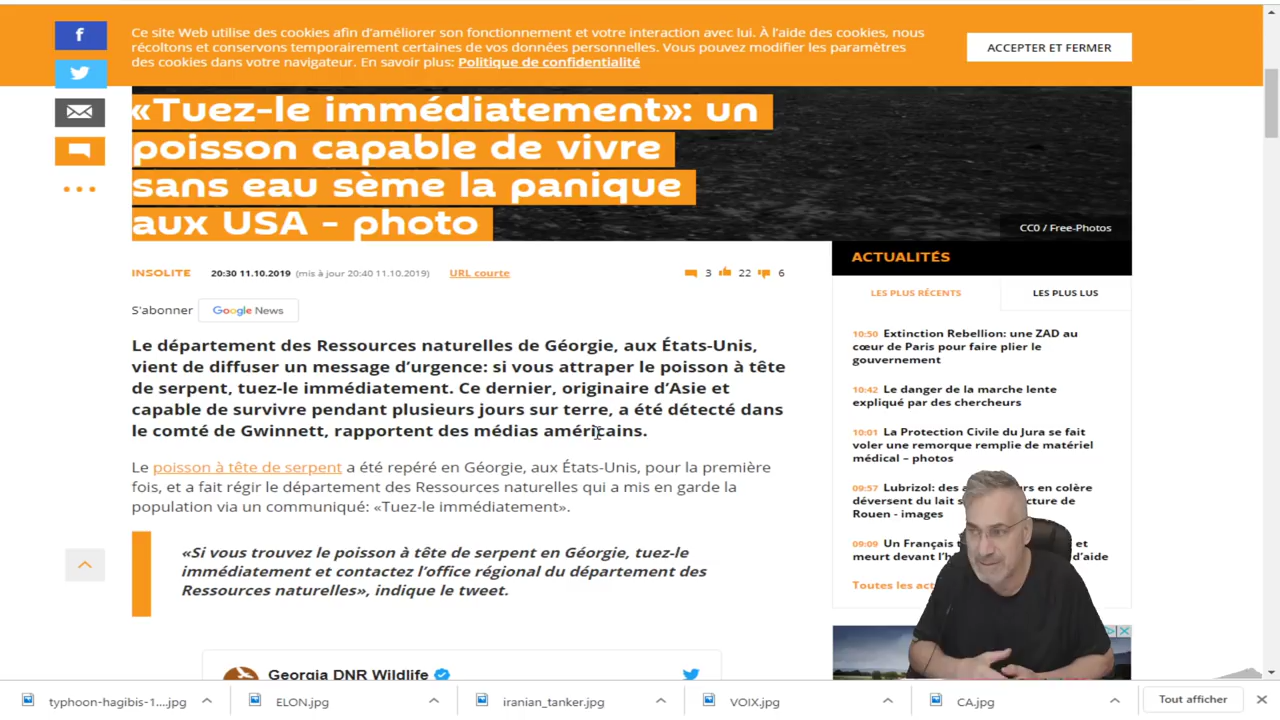 Ce site Web utilise des cookies afin d’améliorer son fonctionnement et votre interaction avec lui. À l’aide des cookies, nous
récoltons et conservons temporairement certaines de vos données personnelles. Vous pouvez modifier les paramètres
des cookies dans votre navigateur. En savoir plus: Politique de confidentialité
ACCEPTER ET FERMER
«Tuez-le immédiatement»: un
poisson capable de vivre
sans eau sème la panique
aux USA - photo
CC0 / Free-Photos
INSOLITE 20:30 11.10.2019 (mis à jour 20:40 11.10.2019) URL courte
3 22 6
S'abonner Google News
Le département des Ressources naturelles de Géorgie, aux États-Unis,
vient de diffuser un message d’urgence: si vous attraper le poisson à tête
de serpent, tuez-le immédiatement. Ce dernier, originaire d’Asie et
capable de survivre pendant plusieurs jours sur terre, a été détecté dans
le comté de Gwinnett, rapportent des médias américains.
Le poisson à tête de serpent a été repéré en Géorgie, aux États-Unis, pour la première
fois, et a fait régir le département des Ressources naturelles qui a mis en garde la
population via un communiqué: «Tuez-le immédiatement».
«Si vous trouvez le poisson à tête de serpent en Géorgie, tuez-le
immédiatement et contactez l’office régional du département des
Ressources naturelles», indique le tweet.
Georgia DNR Wildlife
ACTUALITÉS
LES PLUS RÉCENTS LES PLUS LUS
10:50 Extinction Rebellion: une ZAD au
cœur de Paris pour faire plier le
gouvernement
10:42 Le danger de la marche lente
expliqué par des chercheurs
10:01 La Protection Civile du Jura se fait
voler une remorque remplie de matériel
médical – photos
09:57 Lubrizol: des en colère
déversent du lait de
Rouen - images
09:09 Un Français et
meurt devant d’aide
Toutes les
typhoon-hagibis-1....jpg ELON.jpg iranian_tanker.jpg VOIX.jpg CA.jpg Tout afficher